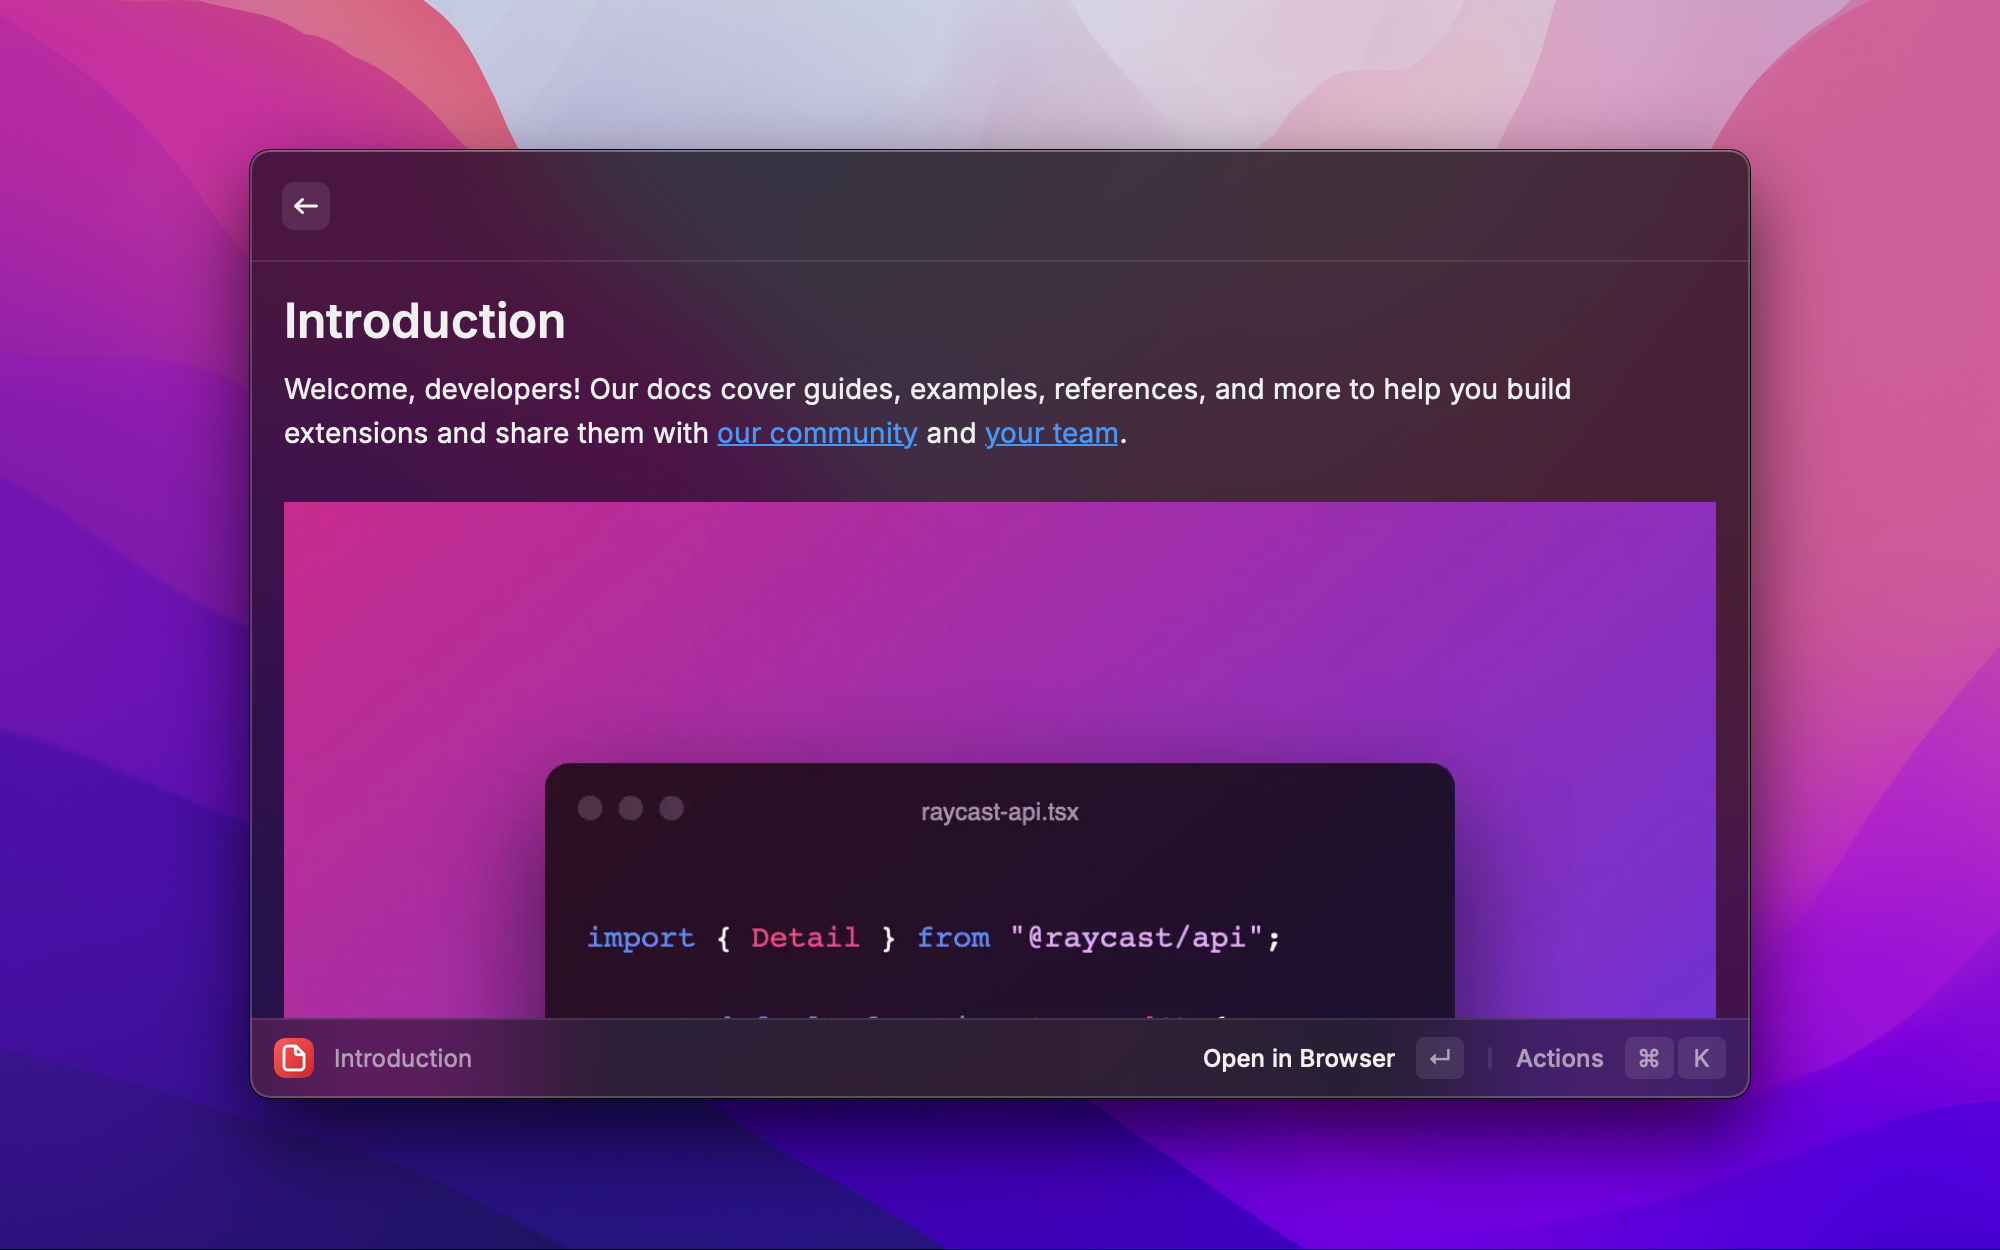 Introduction
Welcome, developers! Our docs cover guides, examples, references, and more to help you build
extensions and share them with our community and your team.
raycast-api.tsx
import { Detail } from "@raycast/api";
Introduction
Open in Browser ↵ Actions ⌘ K